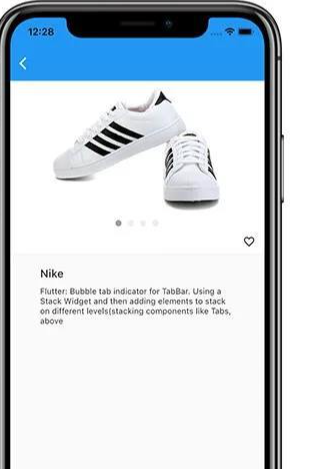 12:28
Nike
Flutter: Bubble tab indicator for TabBar. Using a
Stack Widget and then adding elements to stack
on different levels(stacking components like Tabs,
above